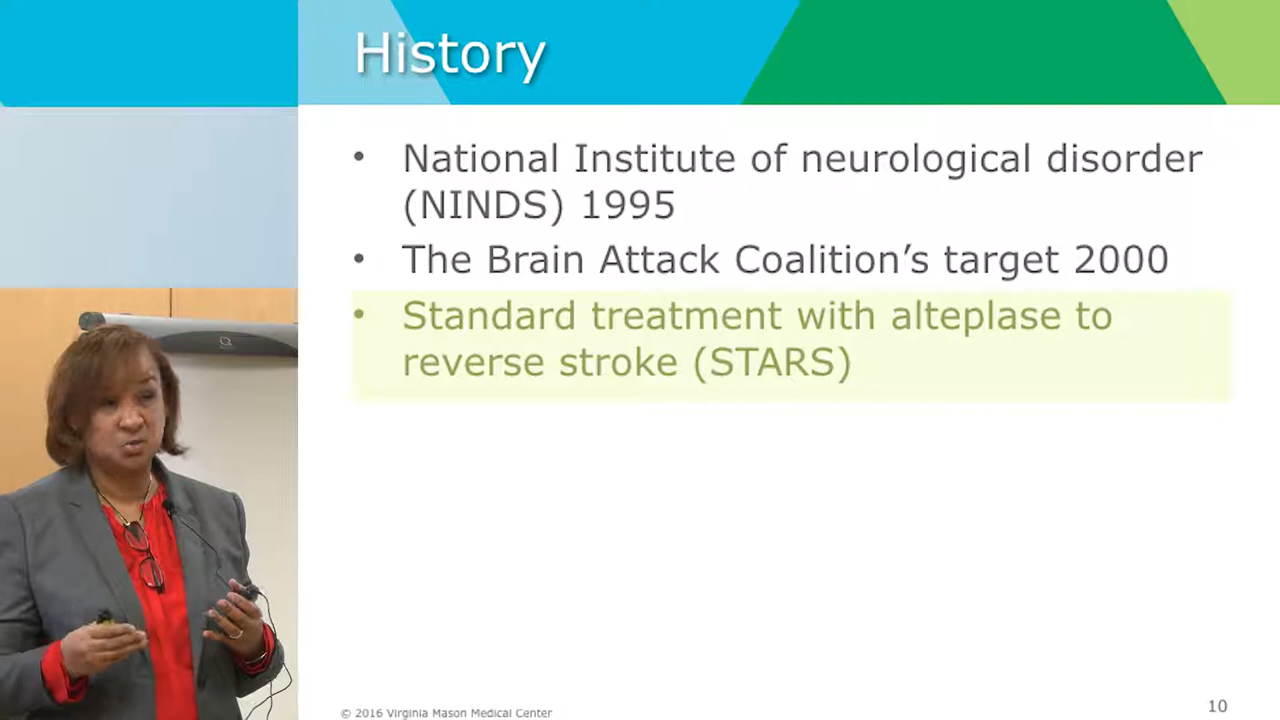 History
• National Institute of neurological disorder
(NINDS) 1995
• The Brain Attack Coalition’s target 2000
• Standard treatment with alteplase to
reverse stroke (STARS)
© 2016 Virginia Mason Medical Center
10